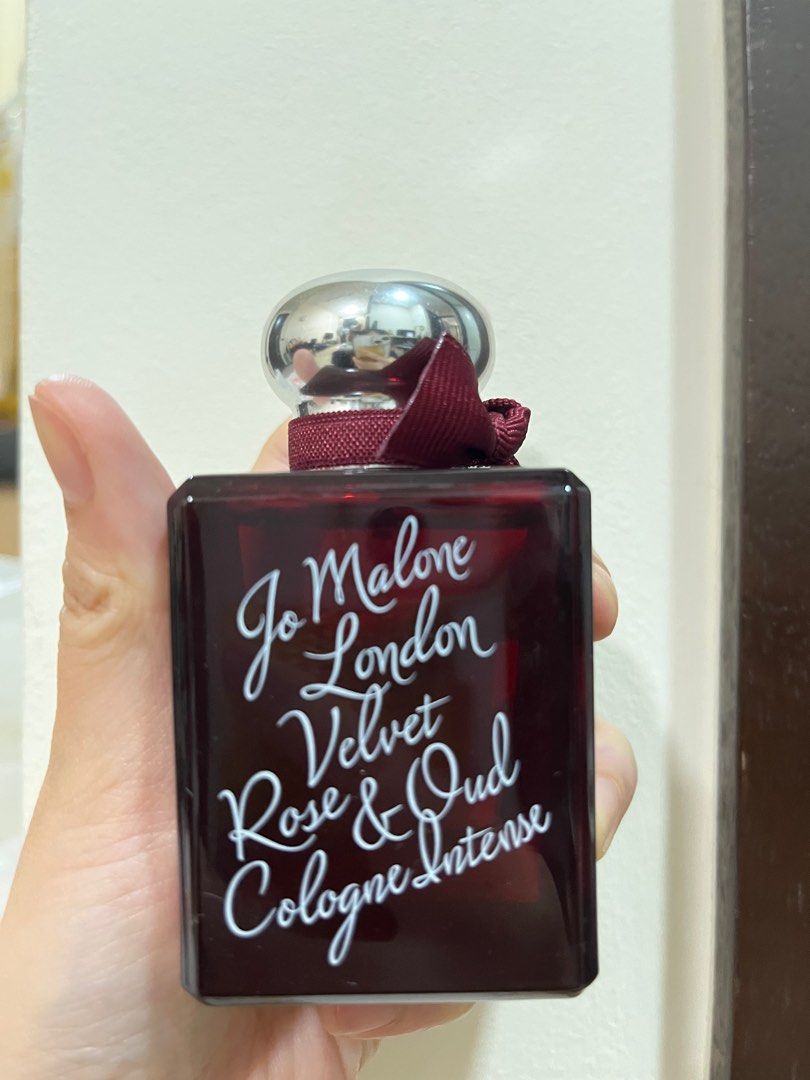 Jo Malone
London
Velvet
Rose & Oud
Cologne Intense